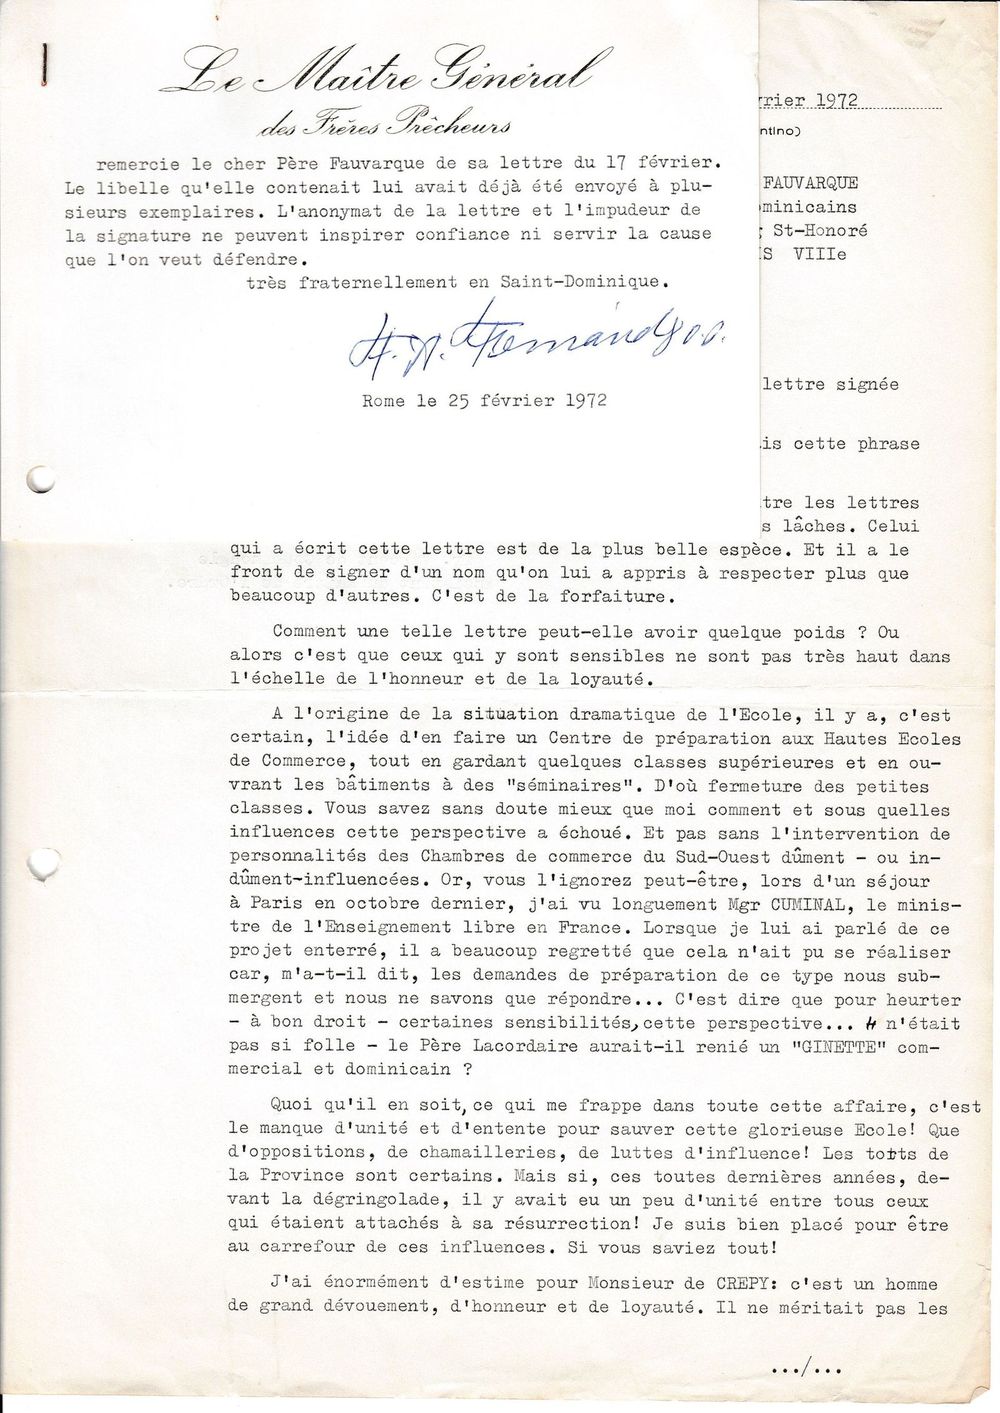 Le Maître Général
des Frères Prêcheurs
remercie le cher Père Fauvarque de sa lettre du 17 février.
Le libelle qu'elle contenait lui avait déjà été envoyé à plu-
sieurs exemplaires. L'anonymat de la lettre et l'impudeur de
la signature ne peuvent inspirer confiance ni servir la cause
que l'on veut défendre.
très fraternellement en Saint-Dominique.
Rome le 25 février 1972
rier 1972
ntino)
FAUVARQUE
minicains
St-Honoré
S VIIIe
lettre signée
is cette phrase
tre les lettres
s lâches. Celui
qui a écrit cette lettre est de la plus belle espèce. Et il a le
front de signer d'un nom qu'on lui a appris à respecter plus que
beaucoup d'autres. C'est de la forfaiture.
Comment une telle lettre peut-elle avoir quelque poids ? Ou
alors c'est que ceux qui y sont sensibles ne sont pas très haut dans
l'échelle de l'honneur et de la loyauté.
A l'origine de la situation dramatique de l'Ecole, il y a, c'est
certain, l'idée d'en faire un Centre de préparation aux Hautes Ecoles
de Commerce, tout en gardant quelques classes supérieures et en ou-
vrant les bâtiments à des "séminaires". D'où fermeture des petites
classes. Vous savez sans doute mieux que moi comment et sous quelles
influences cette perspective a échoué. Et pas sans l'intervention de
personnalités des Chambres de commerce du Sud-Ouest dûment - ou in-
dûment-influencées. Or, vous l'ignorez peut-être, lors d'un séjour
à Paris en octobre dernier, j'ai vu longuement Mgr CUMINAL, le minis-
tre de l'Enseignement libre en France. Lorsque je lui ai parlé de ce
projet enterré, il a beaucoup regretté que cela n'ait pu se réaliser
car, m'a-t-il dit, les demandes de préparation de ce type nous sub-
mergent et nous ne savons que répondre... C'est dire que pour heurter
- à bon droit - certaines sensibilités, cette perspective... n'était
pas si folle - le Père Lacordaire aurait-il renié un "GINETTE" com-
mercial et dominicain ?
Quoi qu'il en soit, ce qui me frappe dans toute cette affaire, c'est
le manque d'unité et d'entente pour sauver cette glorieuse Ecole! Que
d'oppositions, de chamailleries, de luttes d'influence! Les torts de
la Province sont certains. Mais si, ces toutes dernières années, de-
vant la dégringolade, il y avait eu un peu d'unité entre tous ceux
qui étaient attachés à sa résurrection! Je suis bien placé pour être
au carrefour de ces influences. Si vous saviez tout!
J'ai énormément d'estime pour Monsieur de CREPY: c'est un homme
de grand dévouement, d'honneur et de loyauté. Il ne méritait pas les
.../...